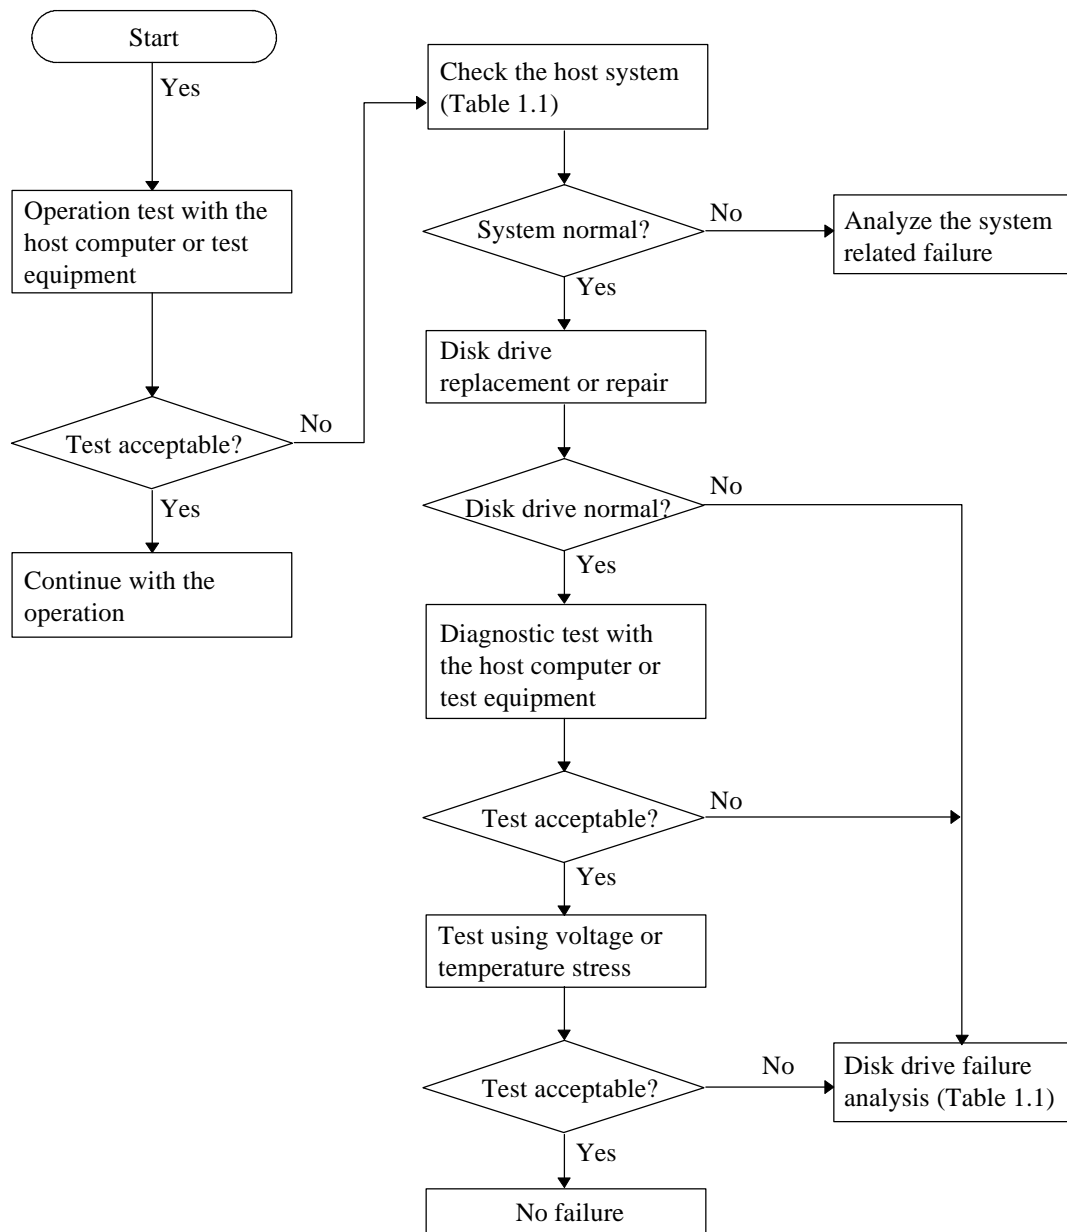 Start
Yes
Operation test with the
host computer or test
equipment
Test acceptable?
No
Yes
Continue with the
operation
Check the host system
(Table 1.1)
System normal?
No
Analyze the system
related failure
Yes
Disk drive
replacement or repair
Disk drive normal?
No
Yes
Diagnostic test with
the host computer or
test equipment
Test acceptable?
No
Yes
Test using voltage or
temperature stress
Test acceptable?
No
Disk drive failure
analysis (Table 1.1)
Yes
No failure